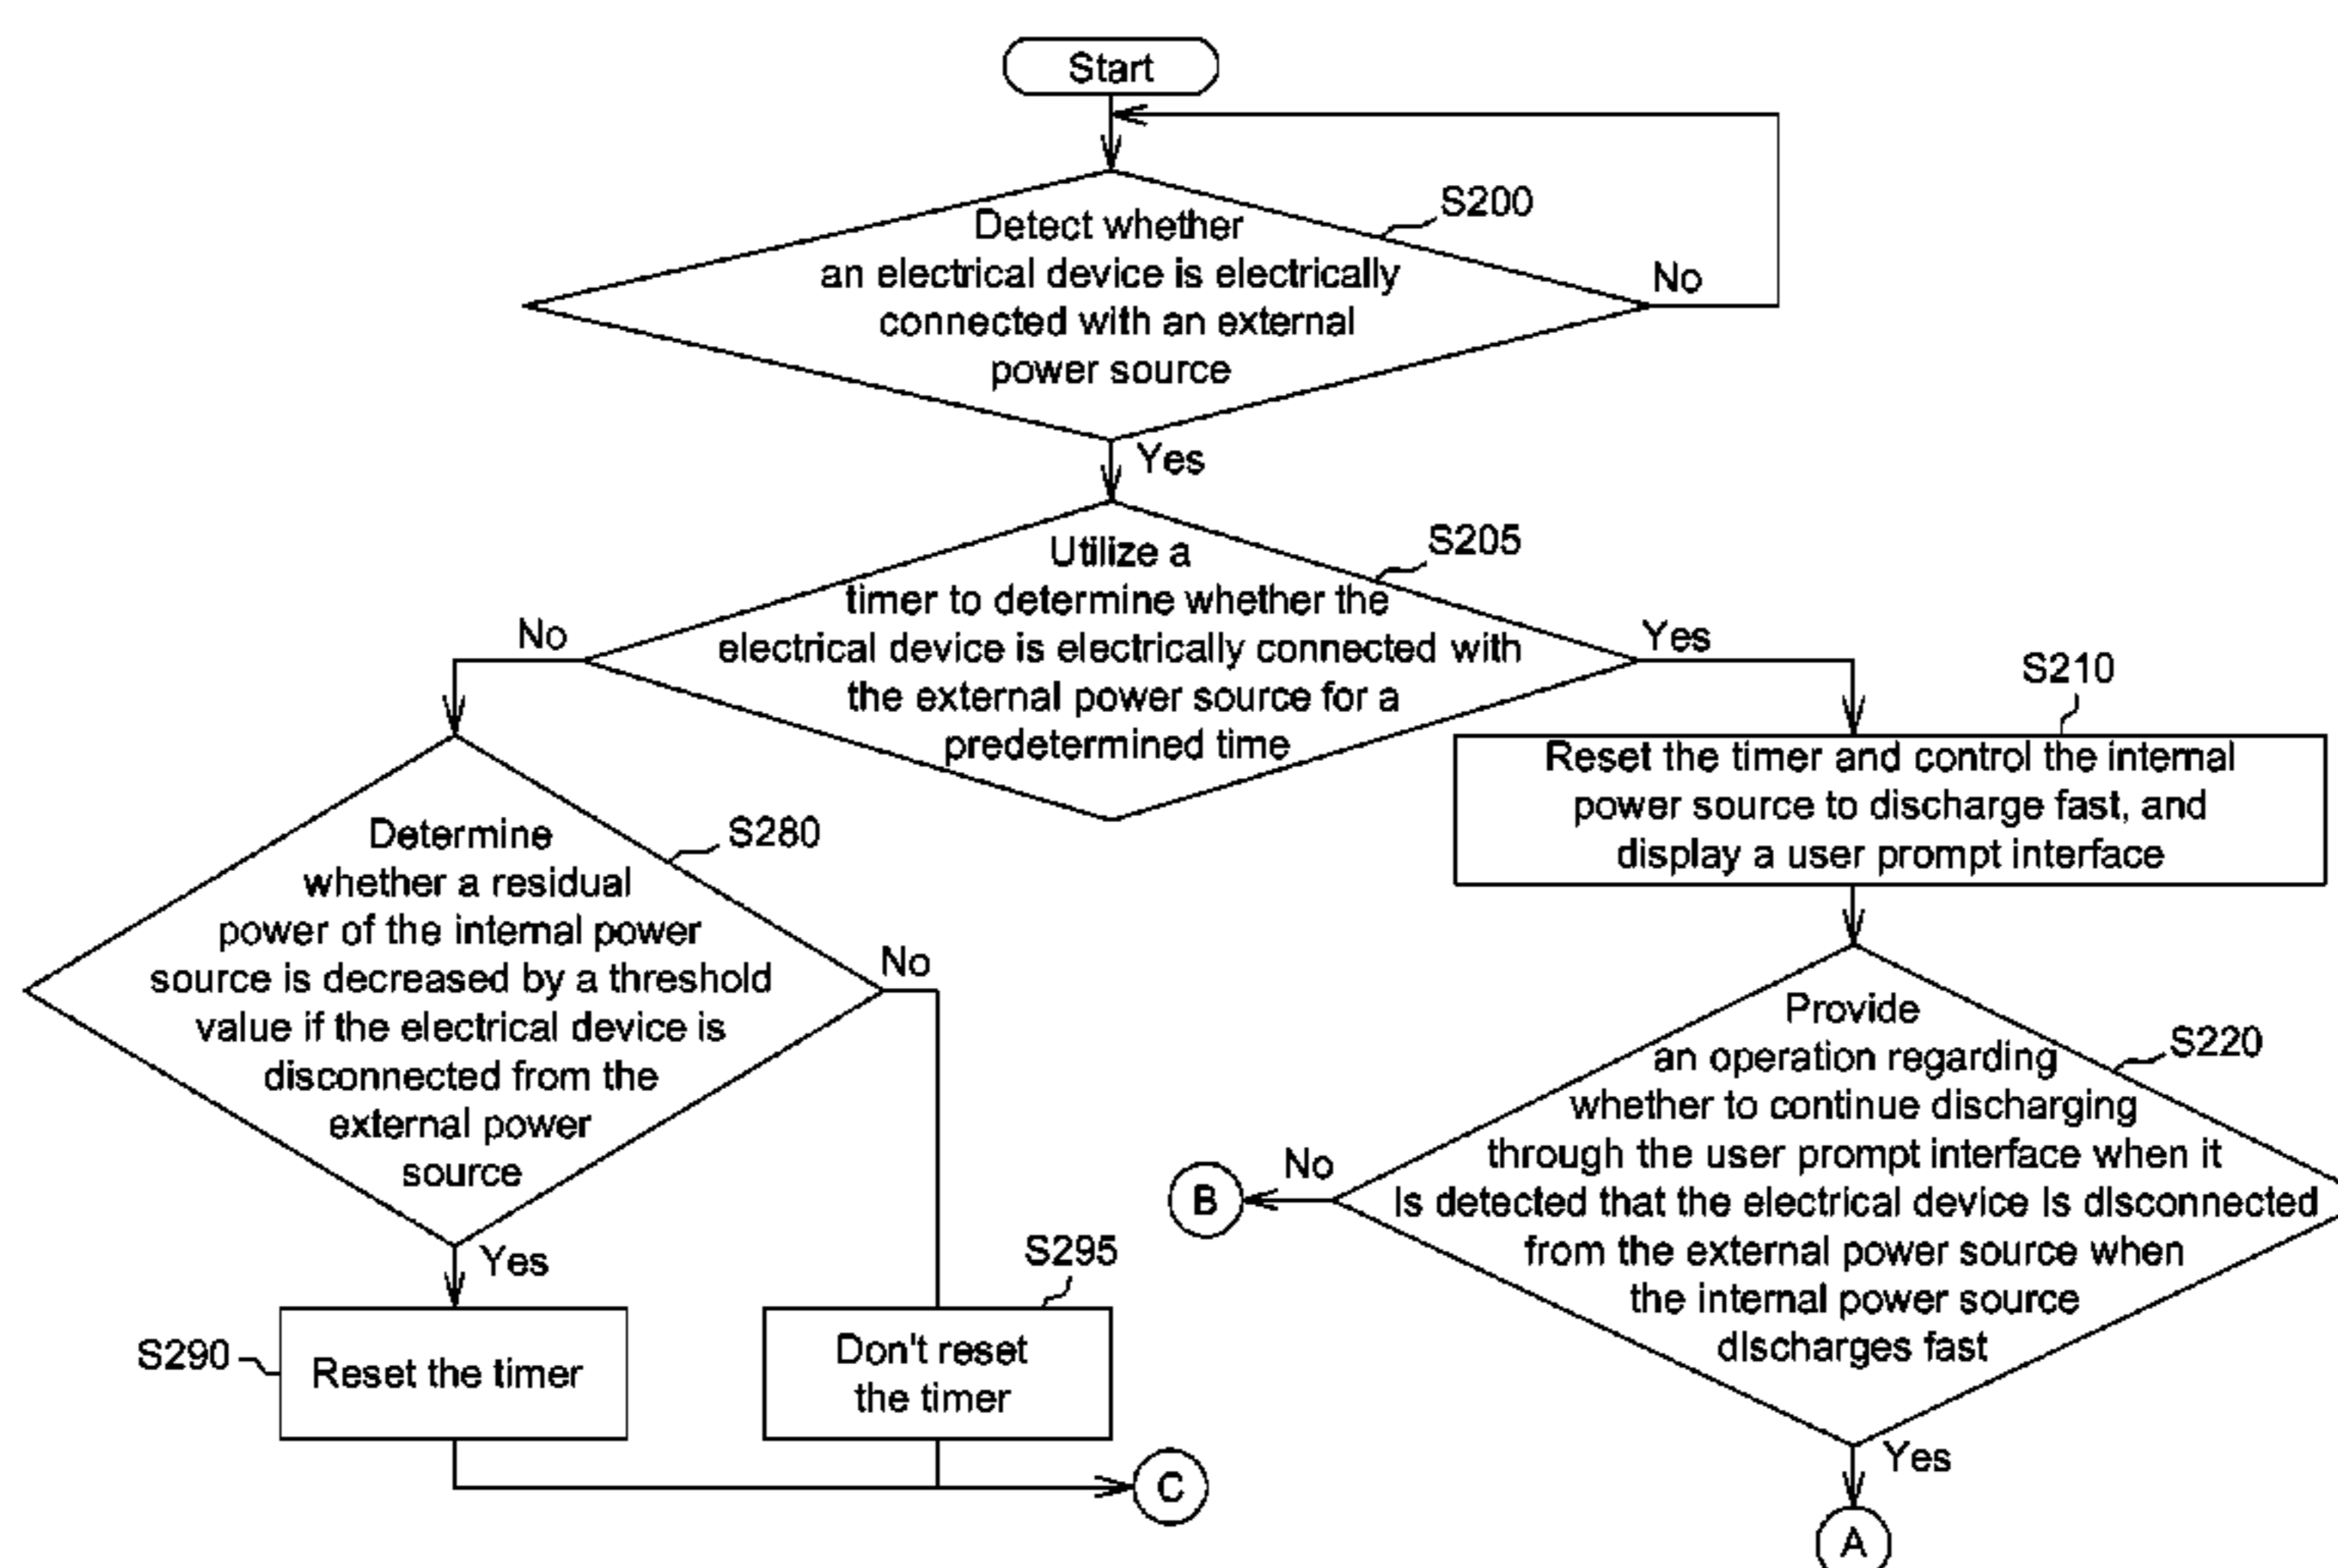 Start
S200
Detect whether
an electrical device is electrically
connected with an external
power source
No
Yes
S205
Utilize a
timer to determine whether the
electrical device is electrically connected with
the external power source for a
predetermined time
No
Yes
S210
Reset the timer and control the internal
power source to discharge fast, and
display a user prompt interface
S280
Determine
whether a residual
power of the internal power
source is decreased by a threshold
value if the electrical device is
disconnected from the
external power
source
No
Yes
S220
Provide
an operation regarding
whether to continue discharging
through the user prompt interface when it
is detected that the electrical device is disconnected
from the external power source when
the internal power source
discharges fast
No
B
Yes
A
S290
Reset the timer
S295
Don't reset
the timer
C